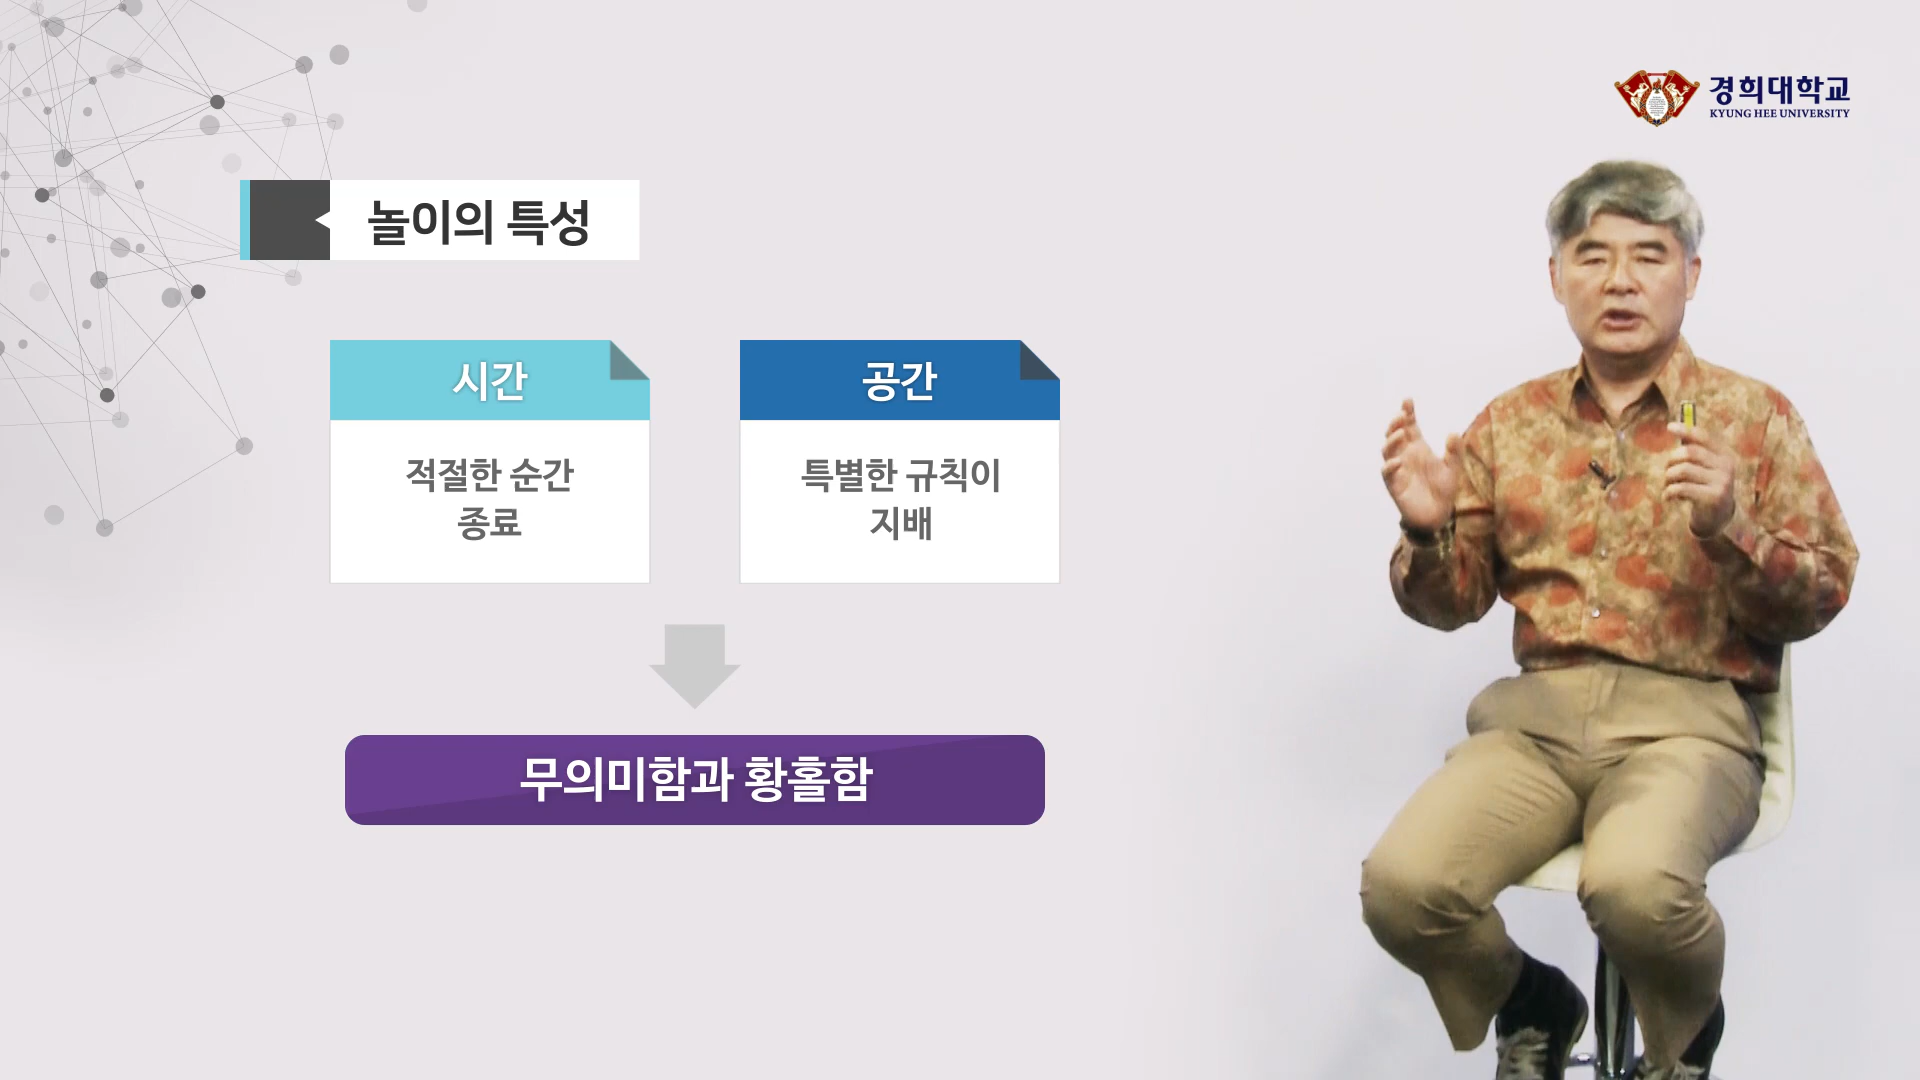 경희대학교
KYUNG HEE UNIVERSITY
놀이의 특성
시간
적절한 순간
종료
공간
특별한 규칙이
지배
무의미함과 황홀함